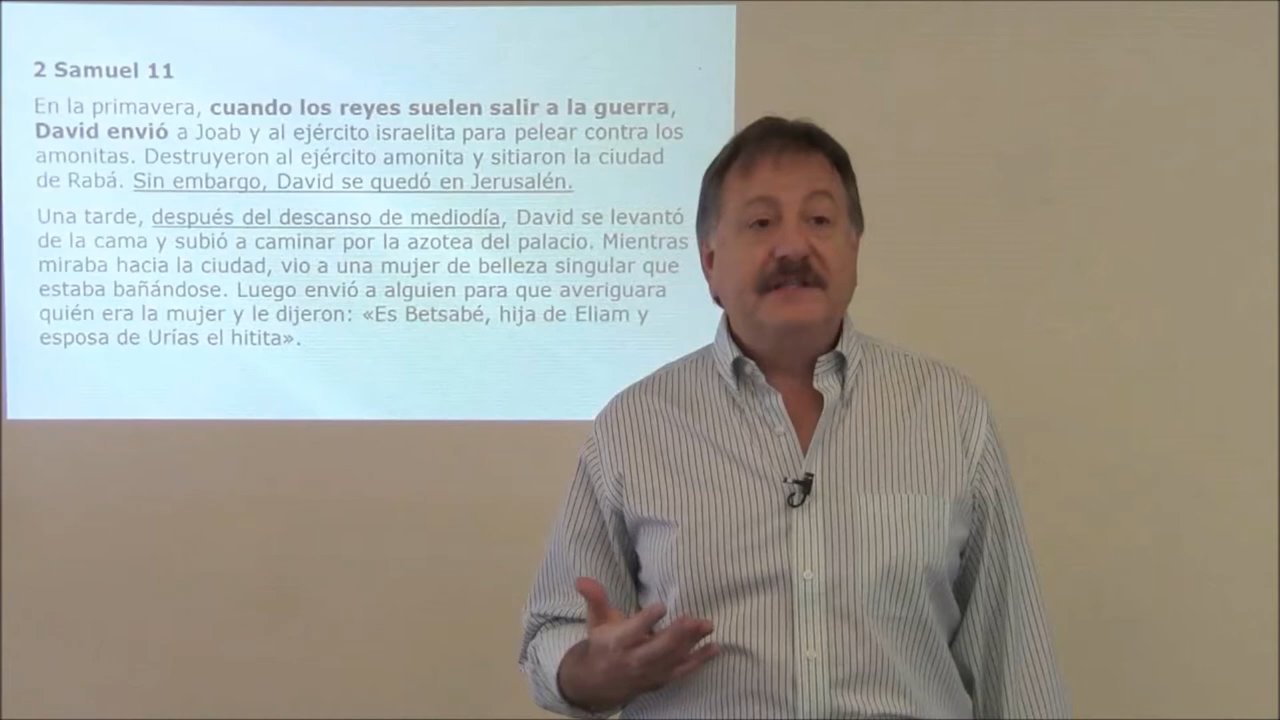 2 Samuel 11
En la primavera, cuando los reyes suelen salir a la guerra,
David envió a Joab y al ejército israelita para pelear contra los
amonitas. Destruyeron al ejército amonita y sitiaron la ciudad
de Rabá. Sin embargo, David se quedó en Jerusalén.
Una tarde, después del descanso de mediodía, David se levantó
de la cama y subió a caminar por la azotea del palacio. Mientras
miraba hacia la ciudad, vio a una mujer de belleza singular que
estaba bañándose. Luego envió a alguien para que averiguara
quién era la mujer y le dijeron: «Es Betsabé, hija de Eliam y
esposa de Urías el hitita».